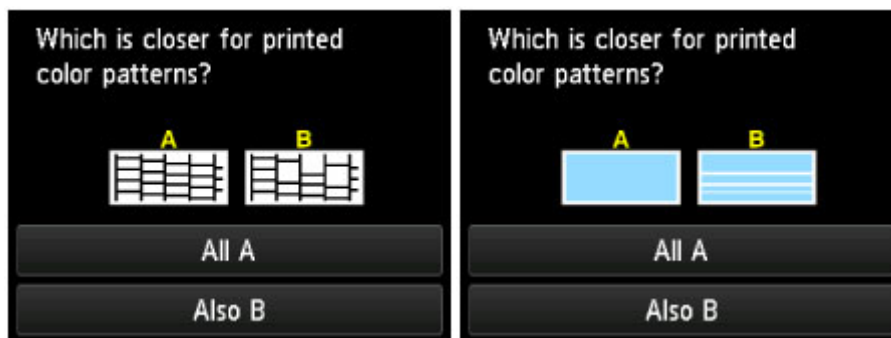 Which is closer for printed
color patterns?
A B
All A
Also B
Which is closer for printed
color patterns?
A B
All A
Also B